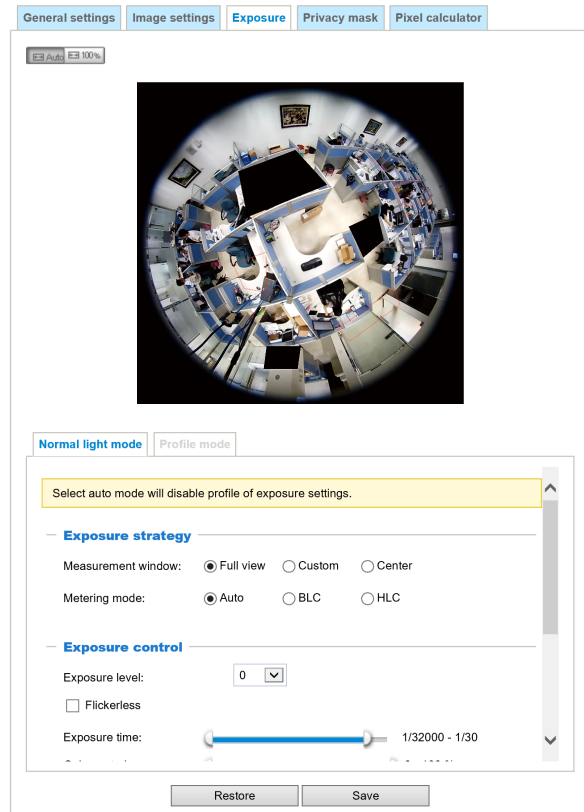 General settings Image settings Exposure Privacy mask Pixel calculator
Auto 100%
Normal light mode Profile mode
Select auto mode will disable profile of exposure settings.
Exposure strategy
Measurement window: Full view Custom Center
Metering mode: Auto BLC HLC
Exposure control
Exposure level: 0
Flickerless
Exposure time: 1/32000 - 1/30
Restore Save